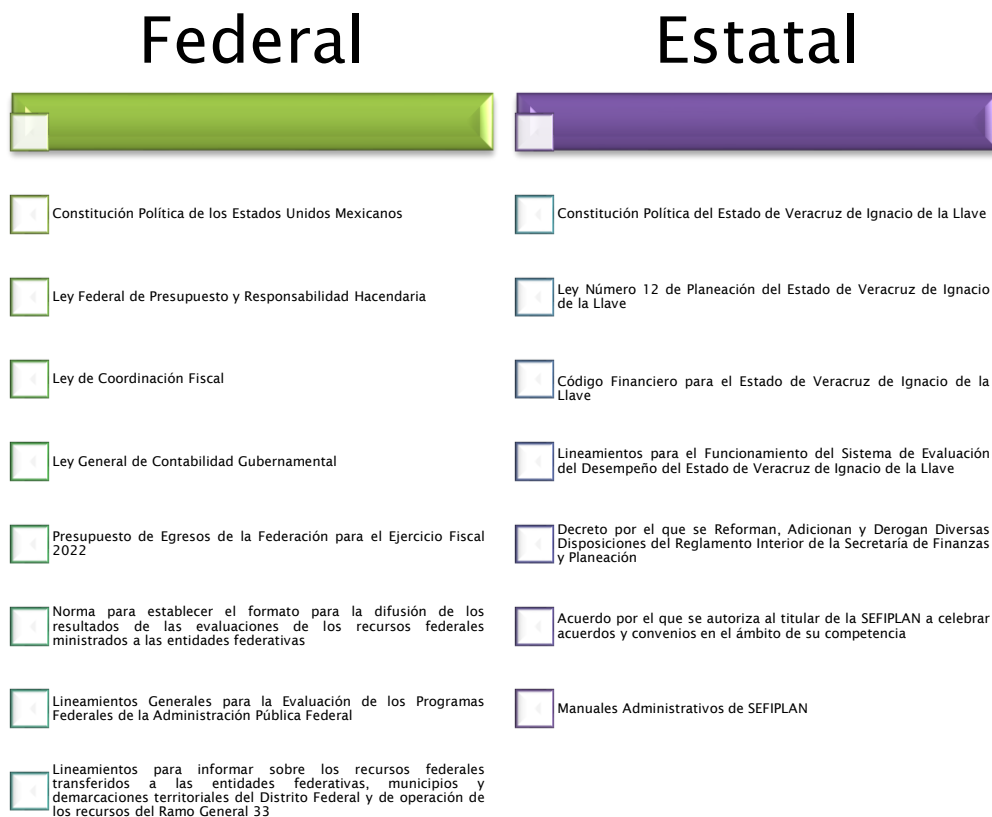 Federal
Constitución Política de los Estados Unidos Mexicanos
Ley Federal de Presupuesto y Responsabilidad Hacendaria
Ley de Coordinación Fiscal
Ley General de Contabilidad Gubernamental
Presupuesto de Egresos de la Federación para el Ejercicio Fiscal
2022
Norma para establecer el formato para la difusión de los
resultados de las evaluaciones de los recursos federales
ministrados a las entidades federativas
Lineamientos Generales para la Evaluación de los Programas
Federales de la Administración Pública Federal
Lineamientos para informar sobre los recursos federales
transferidos a las entidades federativas, municipios y
demarcaciones territoriales del Distrito Federal y de operación de
los recursos del Ramo General 33
Estatal
Constitución Política del Estado de Veracruz de Ignacio de la Llave
Ley Número 12 de Planeación del Estado de Veracruz de Ignacio
de la Llave
Código Financiero para el Estado de Veracruz de Ignacio de la
Llave
Lineamientos para el Funcionamiento del Sistema de Evaluación
del Desempeño del Estado de Veracruz de Ignacio de la Llave
Decreto por el que se Reforman, Adicionan y Derogan Diversas
Disposiciones del Reglamento Interior de la Secretaría de Finanzas
y Planeación
Acuerdo por el que se autoriza al titular de la SEFIPLAN a celebrar
acuerdos y convenios en el ámbito de su competencia
Manuales Administrativos de SEFIPLAN